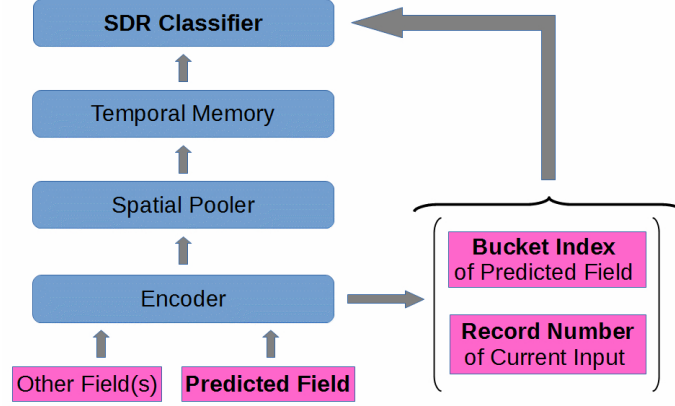 SDR Classifier
Temporal Memory
Spatial Pooler
Encoder
Other Field(s)
Predicted Field
Bucket Index
of Predicted Field
Record Number
of Current Input